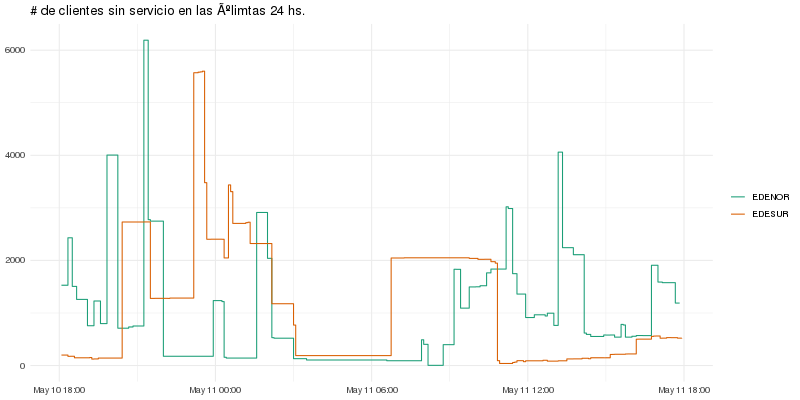 # de clientes sin servicio en las Ãºlimtas 24 hs.
6000
4000
2000
0
May 10 18:00
May 11 00:00
May 11 06:00
May 11 12:00
May 11 18:00
EDENOR
EDESUR